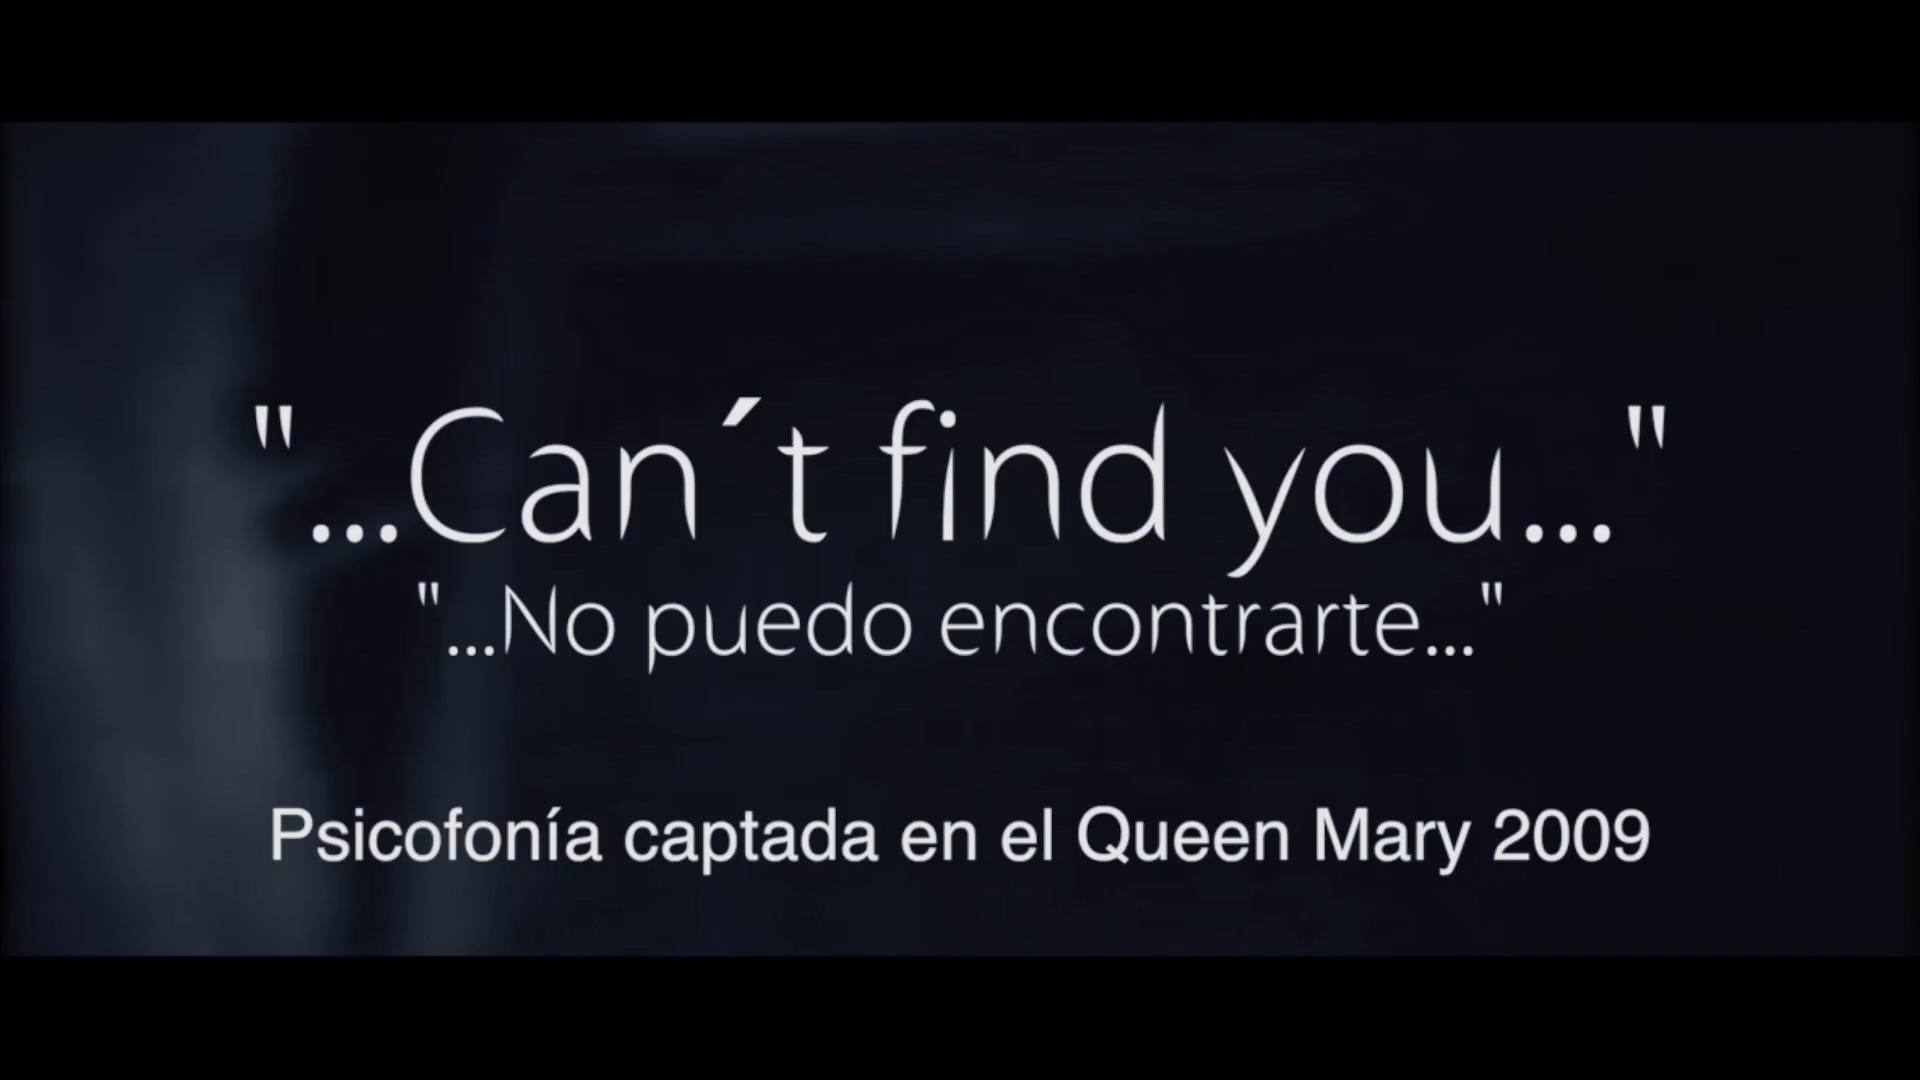 "...Can´t find you..."
"...No puedo encontrarte..."
Psicofonía captada en el Queen Mary 2009